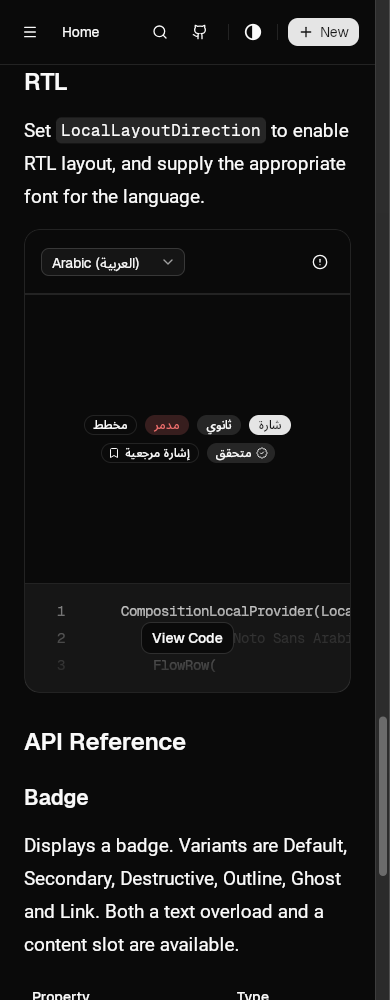 Home
New
RTL
Set LocalLayoutDirection to enable
RTL layout, and supply the appropriate
font for the language.
Arabic (العربية)
شارة ثانوي مدمر مخطط
متحقق إشارة مرجعية
1 CompositionLocalProvider(Loca
2 View Code Noto Sans Arabi
3 FlowRow(
API Reference
Badge
Displays a badge. Variants are Default,
Secondary, Destructive, Outline, Ghost
and Link. Both a text overload and a
content slot are available.
Property Type